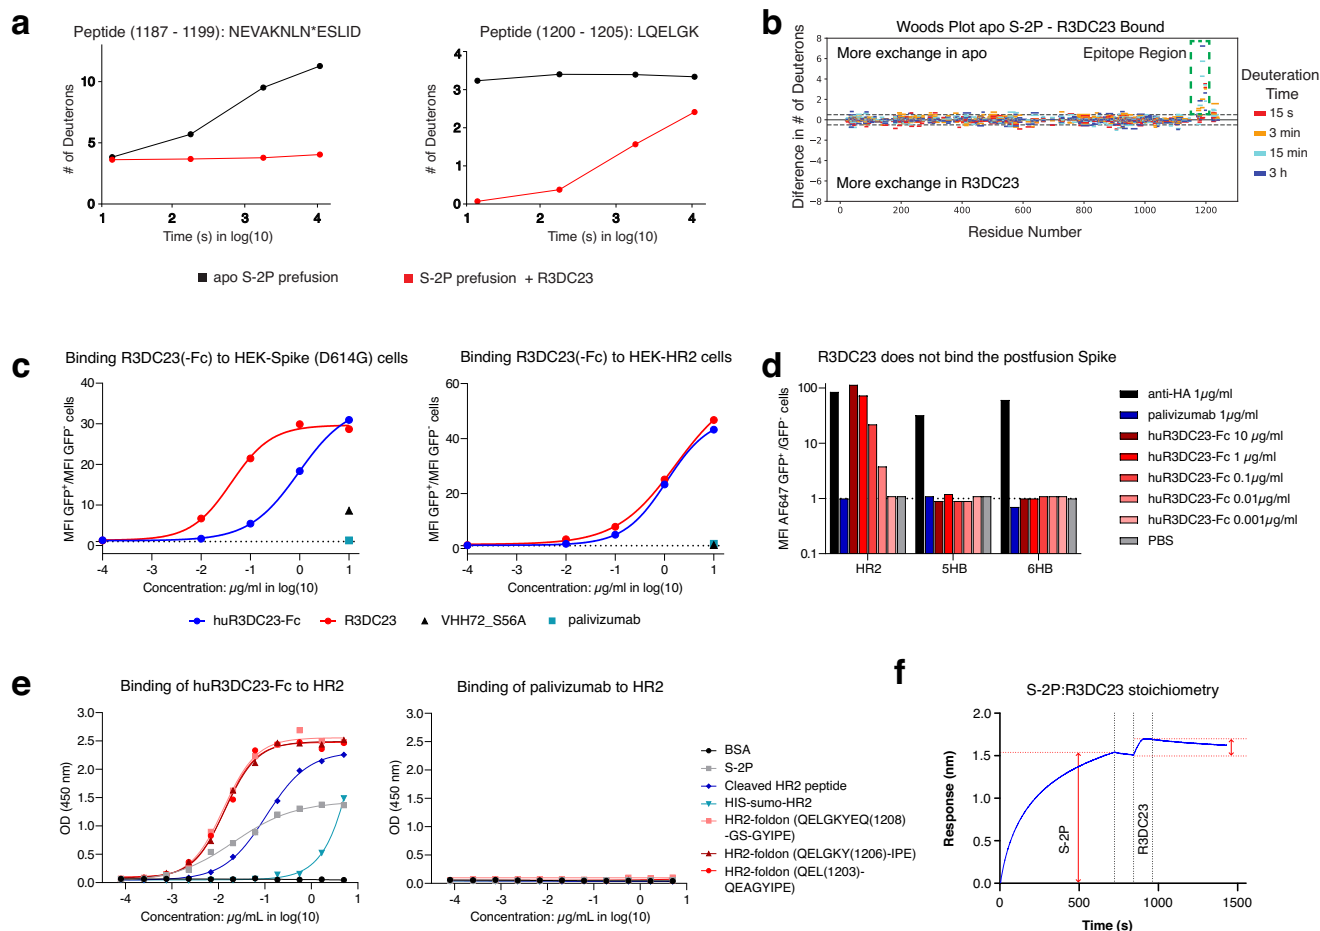 a
Peptide (1187 - 1199): NEVAKNLN*ESLID
# of Deuterons
10
5
0
1
2
3
4
Time (s) in log(10)
Peptide (1200 - 1205): LQELGK
# of Deuterons
4
3
2
1
0
1
2
3
4
Time (s) in log(10)
apo S-2P prefusion
S-2P prefusion + R3DC23
b
Woods Plot apo S-2P - R3DC23 Bound
More exchange in apo
Epitope Region
More exchange in R3DC23
Diference in # of Deuterons
8
6
4
2
0
−2
−4
−6
−8
0
200
400
600
800
1000
1200
Residue Number
Deuteration
Time
15 s
3 min
15 min
3 h
c
Binding R3DC23(-Fc) to HEK-Spike (D614G) cells
MFI GFP⁺/MFI GFP⁻ cells
40
30
20
10
0
-4
-3
-2
-1
0
1
Concentration: µg/ml in log(10)
Binding R3DC23(-Fc) to HEK-HR2 cells
MFI GFP⁺/MFI GFP⁻ cells
60
40
20
0
-4
-3
-2
-1
0
1
Concentration: µg/ml in log(10)
huR3DC23-Fc
R3DC23
VHH72_S56A
palivizumab
d
R3DC23 does not bind the postfusion Spike
MFI AF647 GFP⁺ /GFP⁻ cells
100
10
1
0.1
HR2
5HB
6HB
anti-HA 1µg/ml
palivizumab 1µg/ml
huR3DC23-Fc 10 µg/ml
huR3DC23-Fc 1 µg/ml
huR3DC23-Fc 0.1µg/ml
huR3DC23-Fc 0.01µg/ml
huR3DC23-Fc 0.001µg/ml
PBS
e
Binding of huR3DC23-Fc to HR2
OD (450 nm)
3.0
2.5
2.0
1.5
1.0
0.5
0.0
-4
-3
-2
-1
0
1
Concentration: µg/mL in log(10)
Binding of palivizumab to HR2
OD (450 nm)
3.0
2.5
2.0
1.5
1.0
0.5
0.0
-4
-3
-2
-1
0
1
Concentration: µg/mL in log(10)
BSA
S-2P
Cleaved HR2 peptide
HIS-sumo-HR2
HR2-foldon (QELGKYEQ(1208)
-GS-GYIPE)
HR2-foldon (QELGKY(1206)-IPE)
HR2-foldon (QEL(1203)-
QEAGYIPE)
f
S-2P:R3DC23 stoichiometry
Response (nm)
2.0
1.5
1.0
0.5
0.0
S-2P
R3DC23
0
500
1000
1500
Time (s)